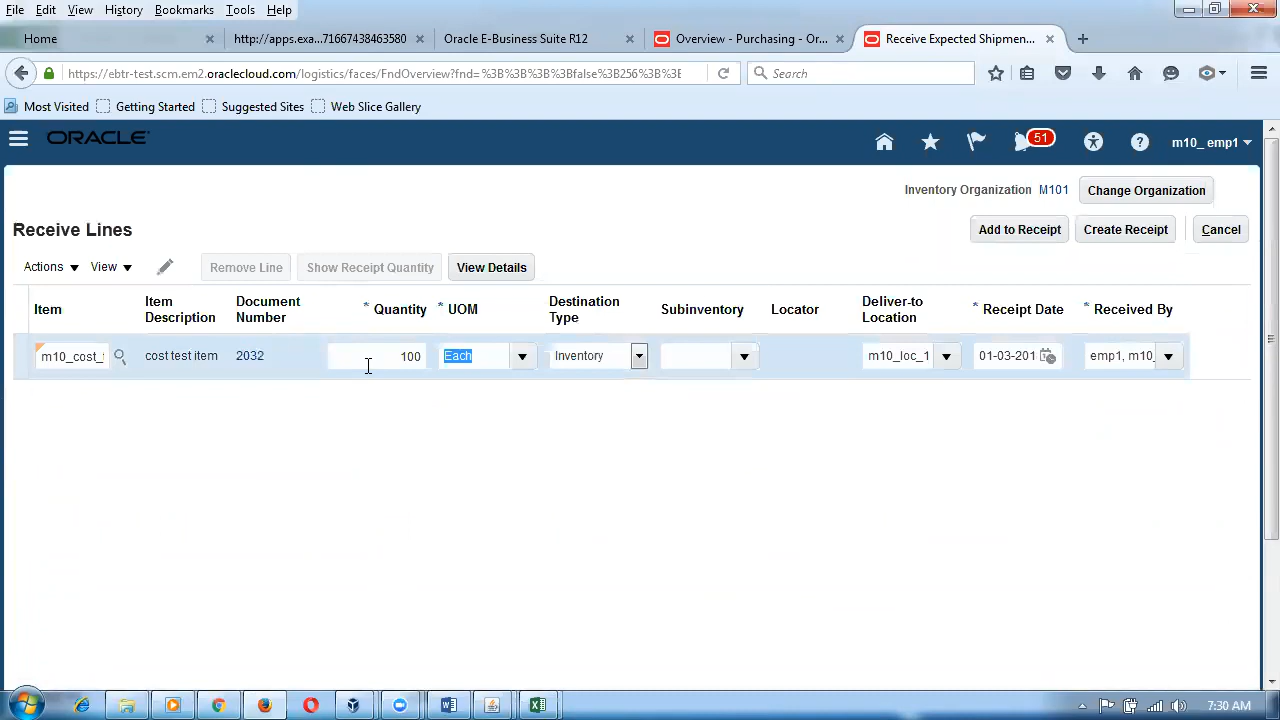 File Edit View History Bookmarks Tools Help
Home
http://apps.exa...71667438463580
Oracle E-Business Suite R12
Overview - Purchasing - Or...
Receive Expected Shipmen...
https://ebtr-test.scm.em2.oraclecloud.com/logistics/faces/FndOverview?fnd=%3B%3B%3B%3Bfalse%3B256%3B%3E
Search
Most Visited Getting Started Suggested Sites Web Slice Gallery
ORACLE
51
m10_ emp1
Inventory Organization M101 Change Organization
Receive Lines
Add to Receipt Create Receipt Cancel
Actions View Remove Line Show Receipt Quantity View Details
Item
Item Description
Document Number
* Quantity
* UOM
Destination Type
Subinventory
Locator
Deliver-to Location
* Receipt Date
* Received By
m10_cost_ cost test item 2032 100 Each Inventory m10_loc_1 01-03-201 emp1, m10_
7:30 AM